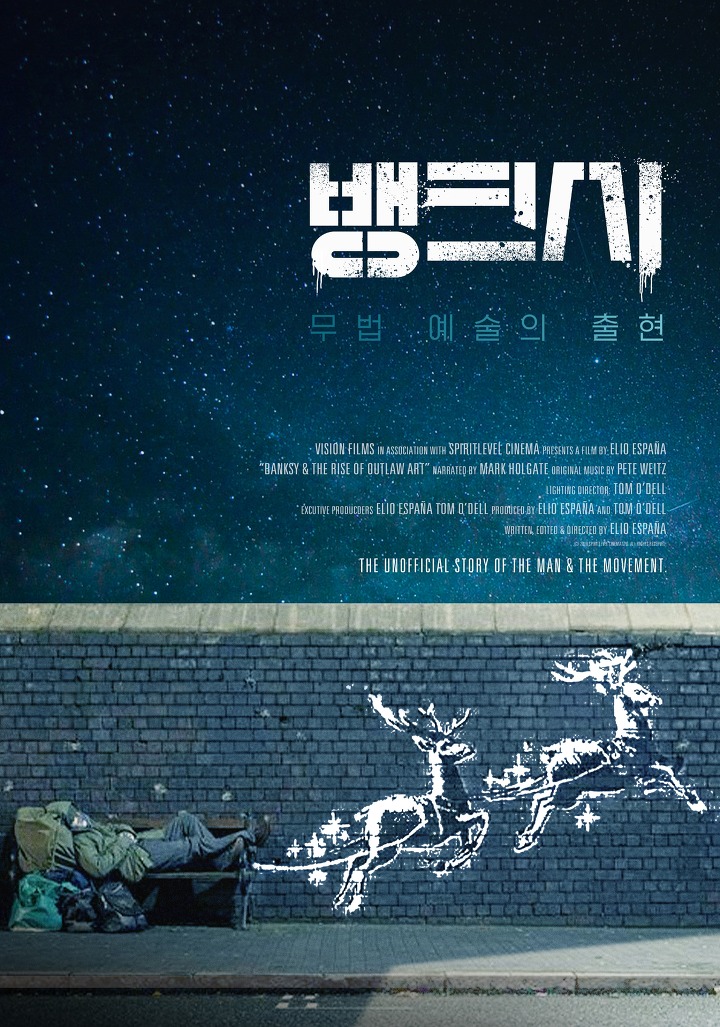 뱅크시
무법 예술의 출현
VISION FILMS IN ASSOCIATION WITH SPIRITLEVEL CINEMA PRESENTS A FILM BY ELIO ESPAÑA
"BANKSY & THE RISE OF OUTLAW ART" NARRATED BY MARK HOLGATE ORIGINAL MUSIC BY PETE WEITZ
LIGHTING DIRECTOR: TOM O'DELL
EXCUTIVE PRODUCDERS ELIO ESPAÑA TOM O'DELL PRODUCED BY ELIO ESPAÑA AND TOM O'DELL
WRITTEN, EDITED & DIRECTED BY ELIO ESPAÑA
THE UNOFFICIAL STORY OF THE MAN & THE MOVEMENT.